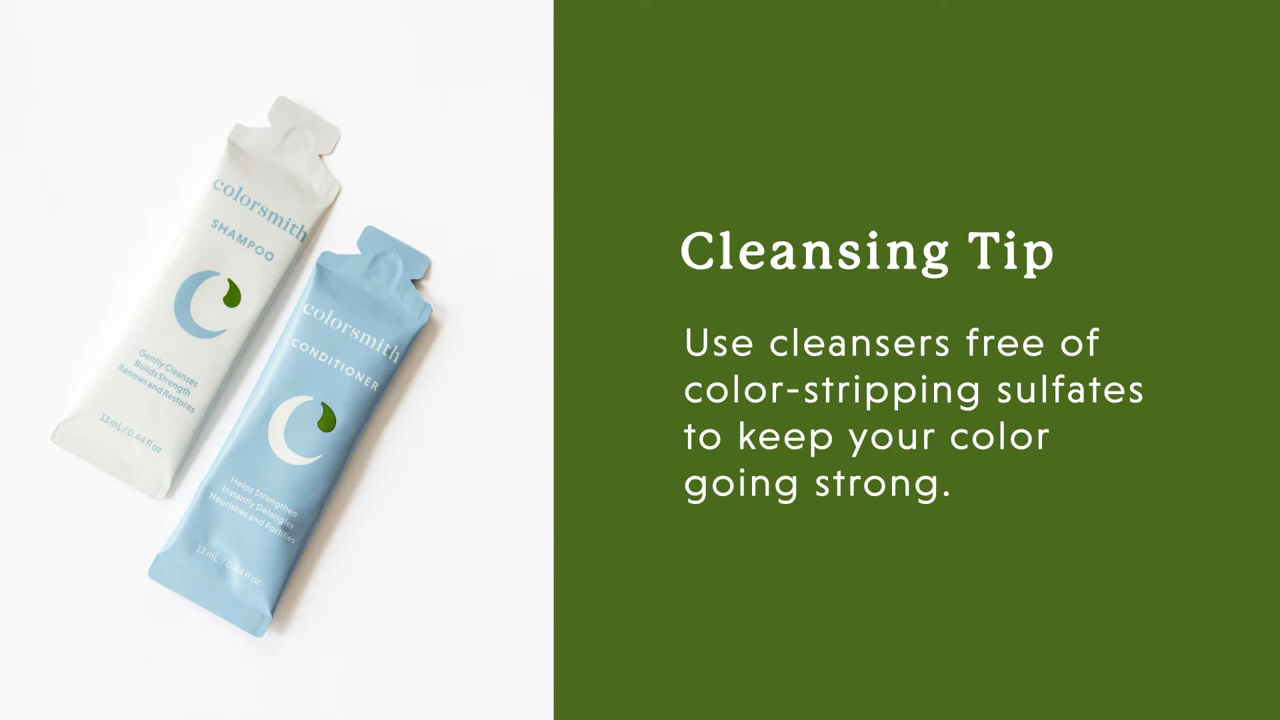 colorsmith
SHAMPOO
Gently Cleanses
Builds Strength
Renews and Restores
13 mL / 0.44 fl oz
colorsmith
CONDITIONER
Helps Strengthen
Instantly Detangles
Nourishes and Fortifies
13 mL / 0.44 fl oz
Cleansing Tip
Use cleansers free of
color-stripping sulfates
to keep your color
going strong.